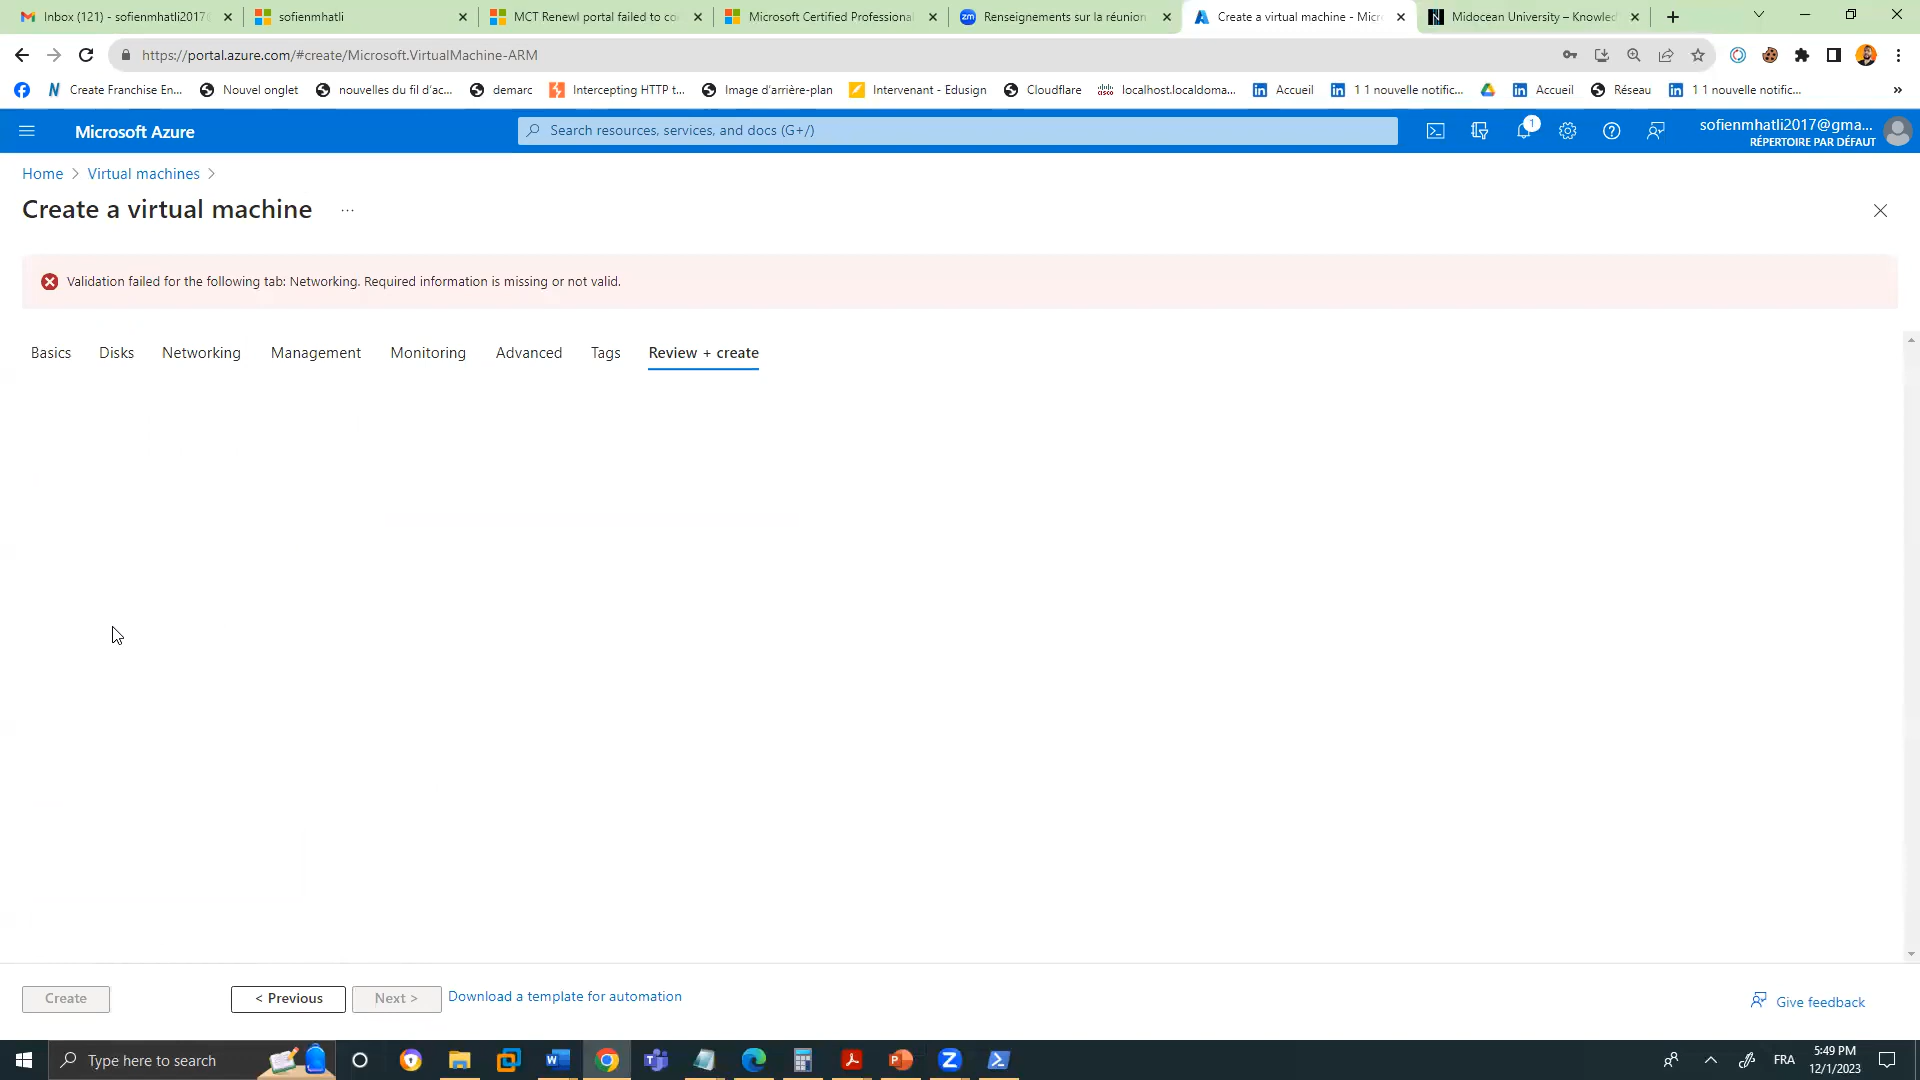 Inbox (121) - sofienmhatli2017
sofienmhatli
MCT Renewl portal failed to co
Microsoft Certified Professional
zm Renseignements sur la réunion
Create a virtual machine - Micr
Midocean University – Knowled
https://portal.azure.com/#create/Microsoft.VirtualMachine-ARM
Create Franchise En...
Nouvel onglet
nouvelles du fil d'ac...
demarc
Intercepting HTTP t...
Image d'arrière-plan
Intervenant - Edusign
Cloudflare
localhost.localdoma...
Accueil
1 1 nouvelle notific...
Accueil
Réseau
1 1 nouvelle notific...
»
Microsoft Azure
Search resources, services, and docs (G+/)
1
sofienmhatli2017@gma...
RÉPERTOIRE PAR DÉFAUT
Home > Virtual machines >
Create a virtual machine ...
Validation failed for the following tab: Networking. Required information is missing or not valid.
Basics Disks Networking Management Monitoring Advanced Tags Review + create
Create < Previous Next > Download a template for automation
Give feedback
Type here to search
FRA
5:49 PM
12/1/2023